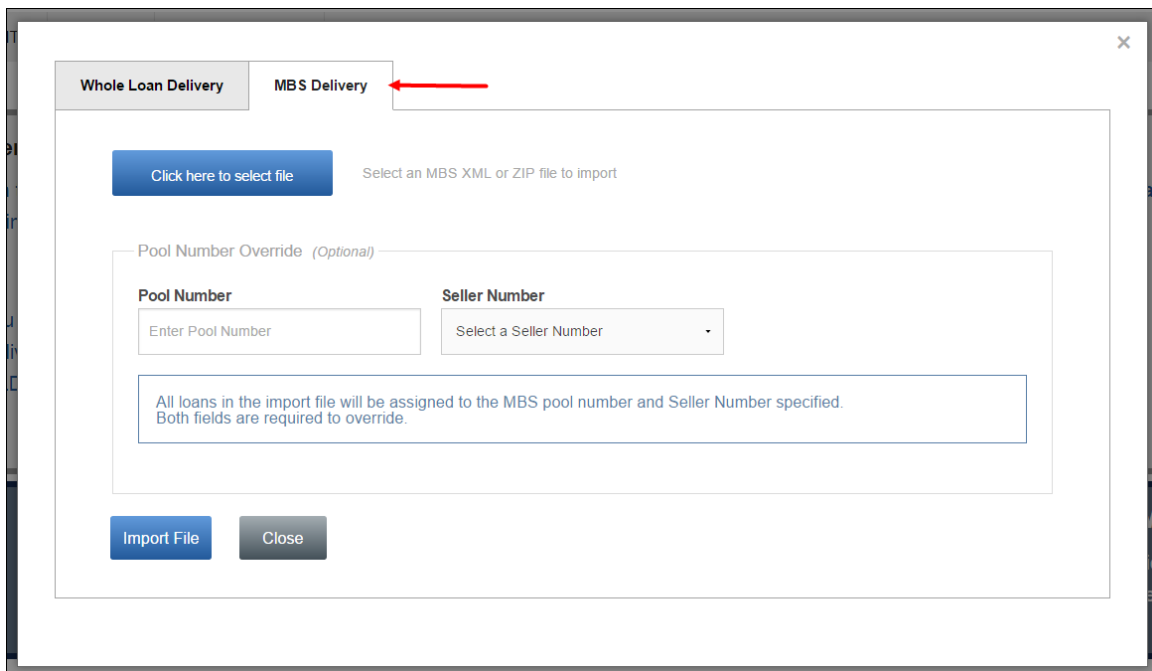 Whole Loan Delivery
MBS Delivery
Click here to select file
Select an MBS XML or ZIP file to import
Pool Number Override (Optional)
Pool Number
Seller Number
Enter Pool Number
Select a Seller Number
All loans in the import file will be assigned to the MBS pool number and Seller Number specified.
Both fields are required to override.
Import File
Close